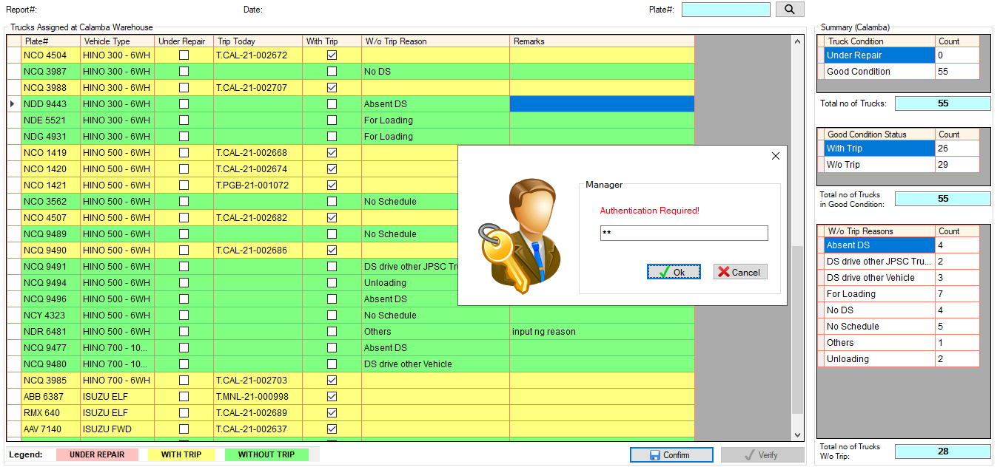 Report#: Date: Plate#:
Trucks Assigned at Calamba Warehouse
Plate# Vehicle Type Under Repair Trip Today With Trip W/o Trip Reason Remarks
NCO 4504 HINO 300 - 6WH T.CAL-21-002672
NCQ 3987 HINO 300 - 6WH No DS
NCQ 3988 HINO 300 - 6WH T.CAL-21-002707
NDD 9443 HINO 300 - 6WH Absent DS
NDE 5521 HINO 300 - 6WH For Loading
NDG 4931 HINO 300 - 6WH For Loading
NCO 1419 HINO 500 - 6WH T.CAL-21-002668
NCO 1420 HINO 500 - 6WH T.CAL-21-002674
NCO 1421 HINO 500 - 6WH T.PGB-21-001072
NCO 3562 HINO 500 - 6WH No Schedule
NCO 4507 HINO 500 - 6WH T.CAL-21-002682
NCQ 9489 HINO 500 - 6WH No Schedule
NCQ 9490 HINO 500 - 6WH T.CAL-21-002686
NCQ 9491 HINO 500 - 6WH DS drive other JPSC Tru
NCQ 9494 HINO 500 - 6WH Unloading
NCQ 9496 HINO 500 - 6WH Absent DS
NCY 4323 HINO 500 - 6WH No Schedule
NDR 6481 HINO 500 - 6WH Others input ng reason
NCQ 9477 HINO 700 - 10... Absent DS
NCQ 9480 HINO 700 - 10... DS drive other Vehicle
NCQ 3985 HINO 700 - 6WH T.CAL-21-002703
ABB 6387 ISUZU ELF T.MNL-21-000998
RMX 640 ISUZU ELF T.CAL-21-002689
AAV 7140 ISUZU FWD T.CAL-21-002637
Legend: UNDER REPAIR WITH TRIP WITHOUT TRIP
Confirm Verify
Manager
Authentication Required!
**
Ok Cancel
Summary (Calamba)
Truck Condition Count
Under Repair 0
Good Condition 55
Total no of Trucks: 55
Good Condition Status Count
With Trip 26
W/o Trip 29
Total no of Trucks
in Good Condition: 55
W/o Trip Reasons Count
Absent DS 4
DS drive other JPSC Tru... 2
DS drive other Vehicle 3
For Loading 7
No DS 4
No Schedule 5
Others 1
Unloading 2
Total no of Trucks
W/o Trip: 28